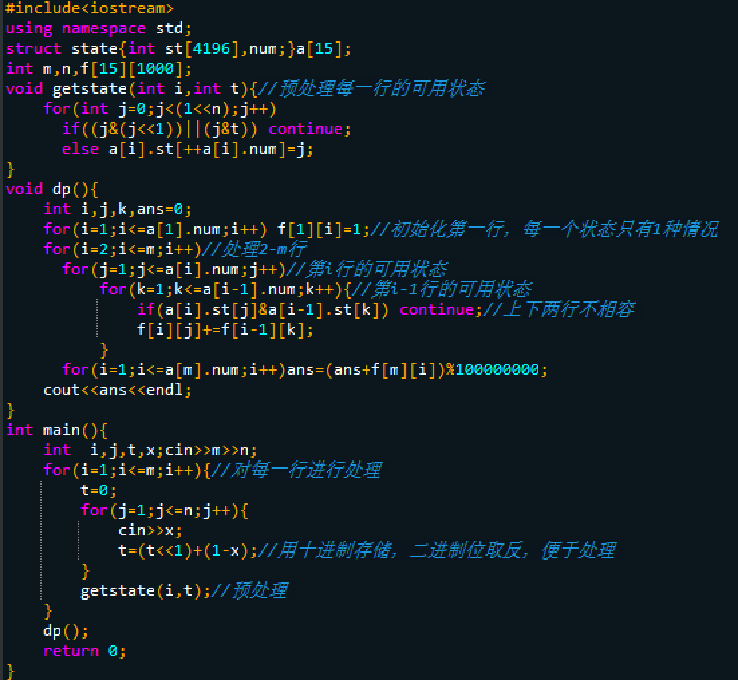 #include<iostream>
using namespace std;
struct state{int st[4196],num;}a[15];
int m,n,f[15][1000];
void getstate(int i,int t){//预处理每一行的可用状态
    for(int j=0;j<(1<<n);j++)
      if((j&(j<<1))||(j&t)) continue;
      else a[i].st[++a[i].num]=j;
}
void dp(){
    int i,j,k,ans=0;
    for(i=1;i<=a[1].num;i++) f[1][i]=1;//初始化第一行, 每一个状态只有1种情况
    for(i=2;i<=m;i++)//处理2-m行
      for(j=1;j<=a[i].num;j++)//第i行的可用状态
          for(k=1;k<=a[i-1].num;k++){//第i-1行的可用状态
              if(a[i].st[j]&a[i-1].st[k]) continue;//上下两行不相容
              f[i][j]+=f[i-1][k];
          }
      for(i=1;i<=a[m].num;i++)ans=(ans+f[m][i])%100000000;
    cout<<ans<<endl;
}
int main(){
    int  i,j,t,x;cin>>m>>n;
    for(i=1;i<=m;i++){//对每一行进行处理
        t=0;
        for(j=1;j<=n;j++){
            cin>>x;
            t=(t<<1)+(1-x);//用十进制存储, 二进制位取反, 便于处理
        }
        getstate(i,t);//预处理
    }
    dp();
    return 0;
}